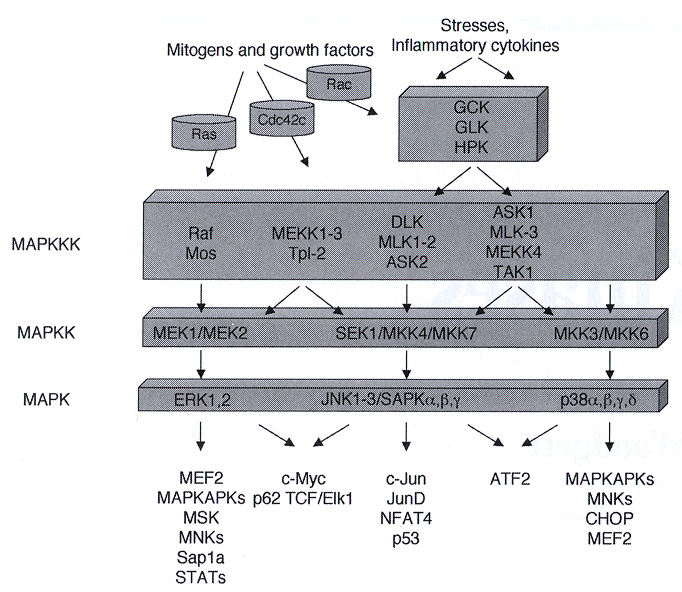 Stresses,
Inflammatory cytokines
Mitogens and growth factors
Rac
Cdc42c
Ras
GCK
GLK
HPK
MAPKKK
Raf
Mos
MEKK1-3
Tpl-2
DLK
MLK1-2
ASK2
ASK1
MLK-3
MEKK4
TAK1
MAPKK
MEK1/MEK2
SEK1/MKK4/MKK7
MKK3/MKK6
MAPK
ERK1,2
JNK1-3/SAPKα,β,γ
p38α,β,γ,δ
MEF2
MAPKAPKs
MSK
MNKs
Sap1a
STATs
c-Myc
p62 TCF/Elk1
c-Jun
JunD
NFAT4
p53
ATF2
MAPKAPKs
MNKs
CHOP
MEF2